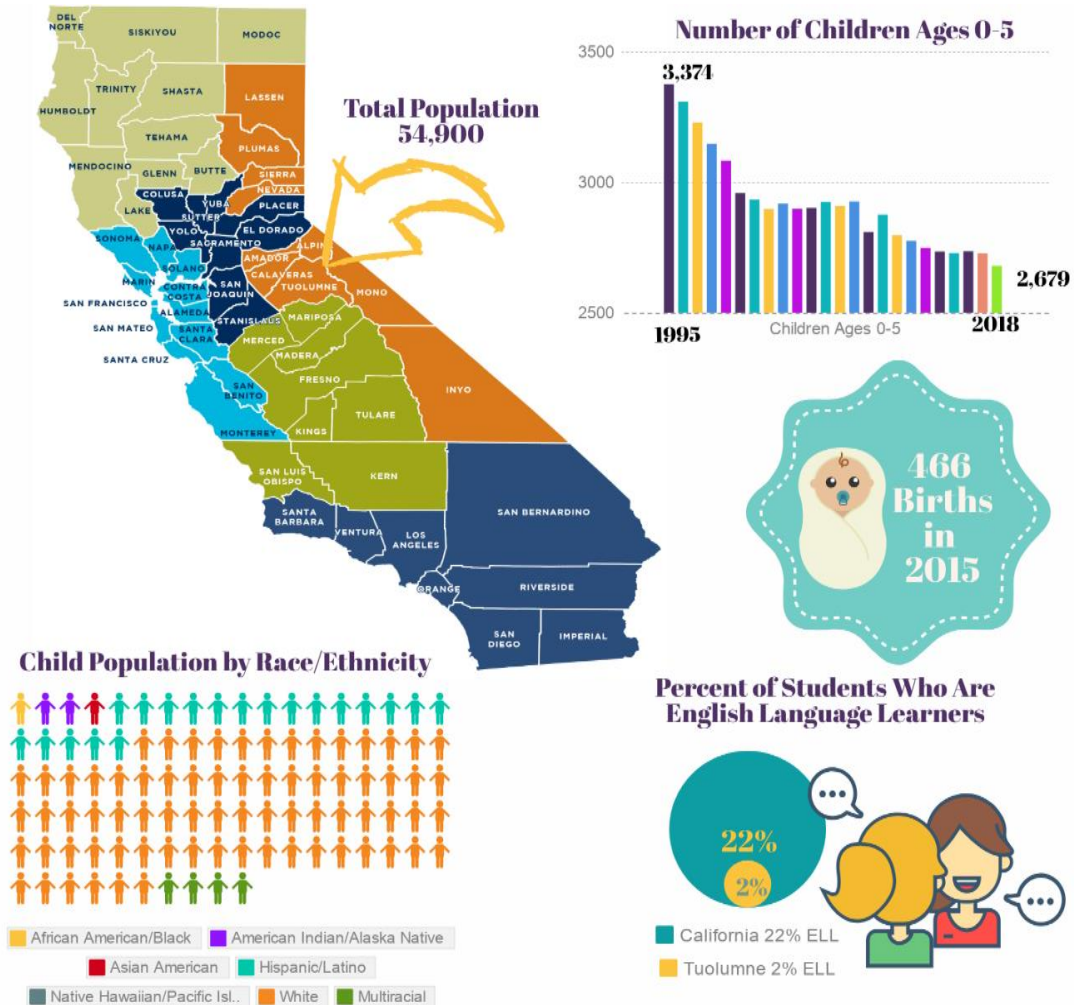 DEL
NORTE
SISKIYOU
MODOC
TRINITY
SHASTA
LASSEN
HUMBOLDT
TEHAMA
PLUMAS
MENDOCINO
GLENN
BUTTE
SIERRA
COLUSA
NEVADA
LAKE
YUBA
PLACER
SUTTER
YOLO
EL DORADO
SONOMA
NAPA
SACRAMENTO
ALPIN
SOLANO
AMADOR
CALAVERAS
MARIN
CONTRA
COSTA
SAN
JOAQUIN
TUOLUMNE
MONO
SAN FRANCISCO
ALAMEDA
STANISLAUS
MARIPOSA
SAN MATEO
SANTA
CLARA
MERCED
SANTA CRUZ
MADERA
SAN
BENITO
FRESNO
INYO
TULARE
MONTEREY
KINGS
SAN LUIS
OBISPO
KERN
SANTA
BARBARA
VENTURA
LOS
ANGELES
SAN BERNARDINO
ORANGE
RIVERSIDE
SAN
DIEGO
IMPERIAL
Total Population
54,900
Number of Children Ages 0-5
3500
3,374
3000
2,679
2500
1995
Children Ages 0-5
2018
466
Births
in
2015
Child Population by Race/Ethnicity
African American/Black
American Indian/Alaska Native
Asian American
Hispanic/Latino
Native Hawaiian/Pacific Isl..
White
Multiracial
Percent of Students Who Are
English Language Learners
22%
2%
California 22% ELL
Tuolumne 2% ELL